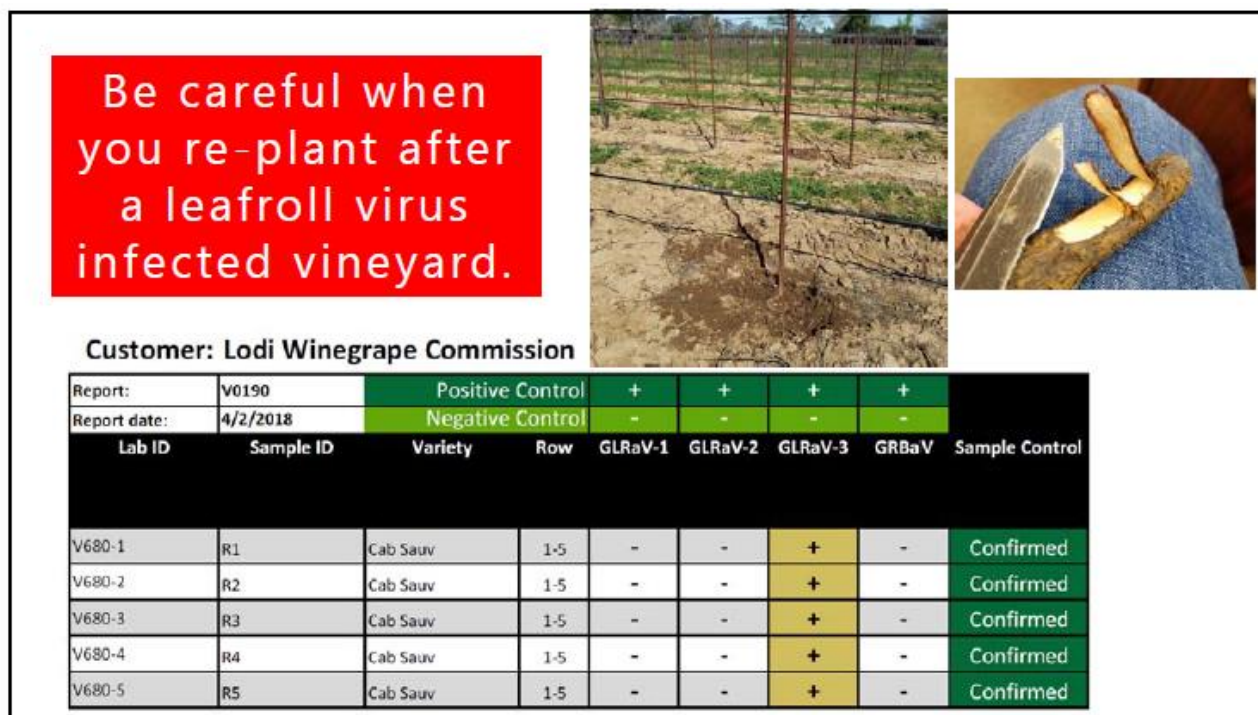 Be careful when
you re-plant after
a leafroll virus
infected vineyard.
Customer: Lodi Winegrape Commission
Report: V0190 Positive Control + + + +
Report date: 4/2/2018 Negative Control - - - -
Lab ID Sample ID Variety Row GLRaV-1 GLRaV-2 GLRaV-3 GRBaV Sample Control
V680-1 R1 Cab Sauv 1-5 - - + - Confirmed
V680-2 R2 Cab Sauv 1-5 - - + - Confirmed
V680-3 R3 Cab Sauv 1-5 - - + - Confirmed
V680-4 R4 Cab Sauv 1-5 - - + - Confirmed
V680-5 R5 Cab Sauv 1-5 - - + - Confirmed